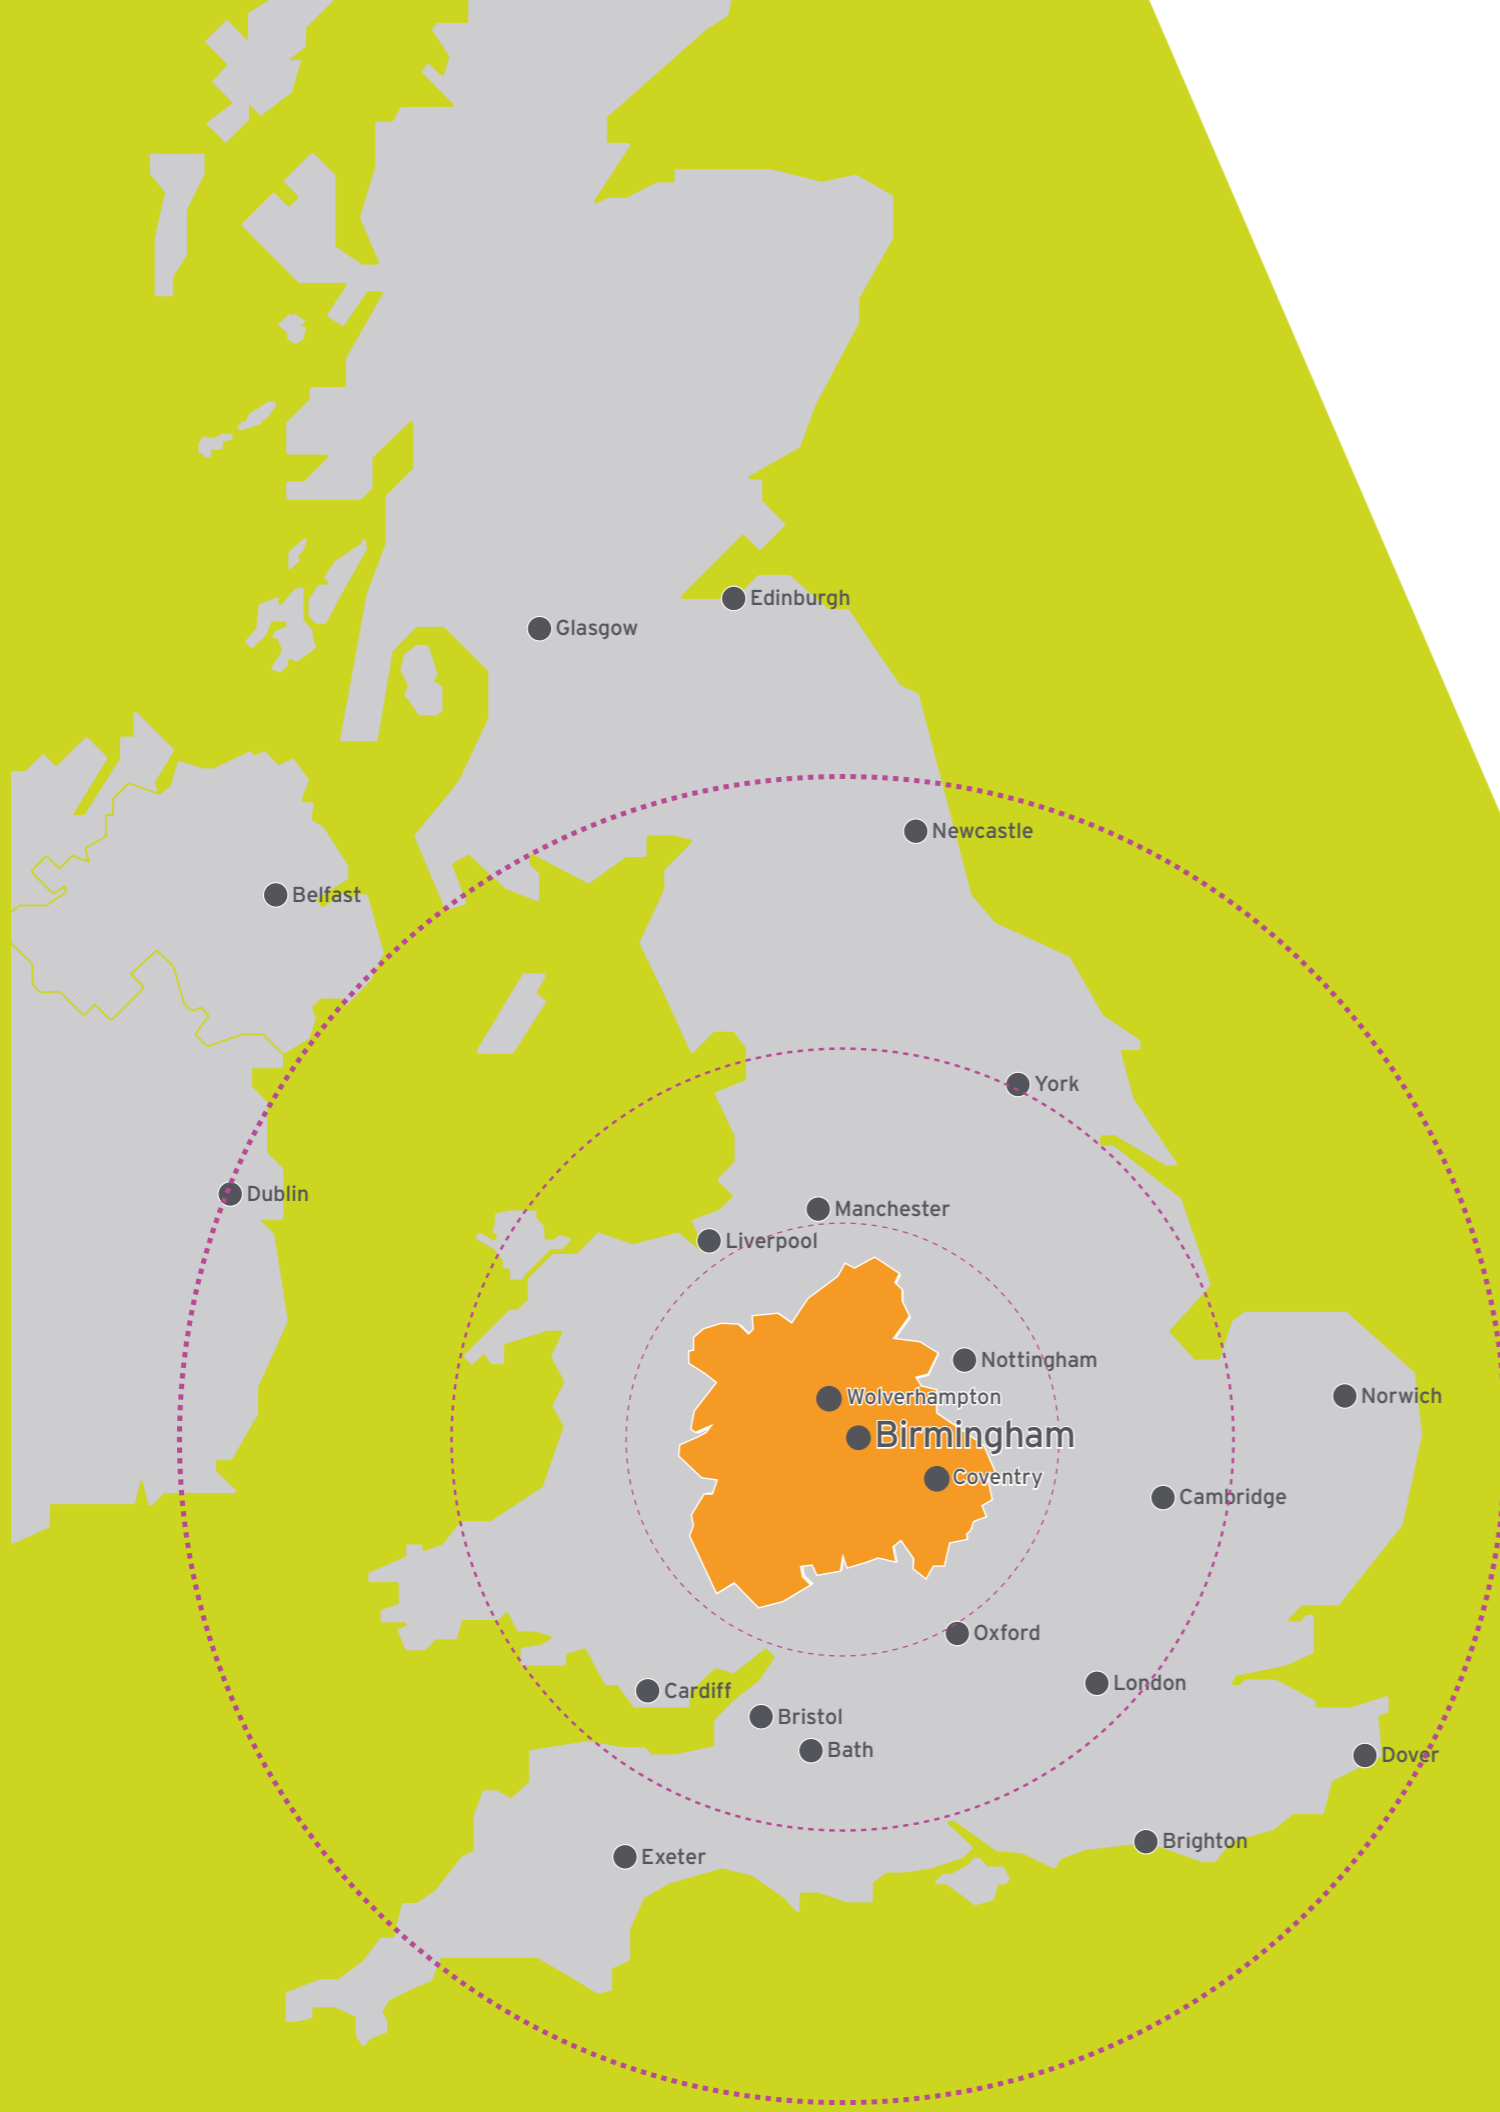 Edinburgh
Glasgow
Newcastle
Belfast
York
Dublin
Manchester
Liverpool
Nottingham
Wolverhampton
Norwich
Birmingham
Coventry
Cambridge
Oxford
London
Cardiff
Bristol
Bath
Dover
Brighton
Exeter